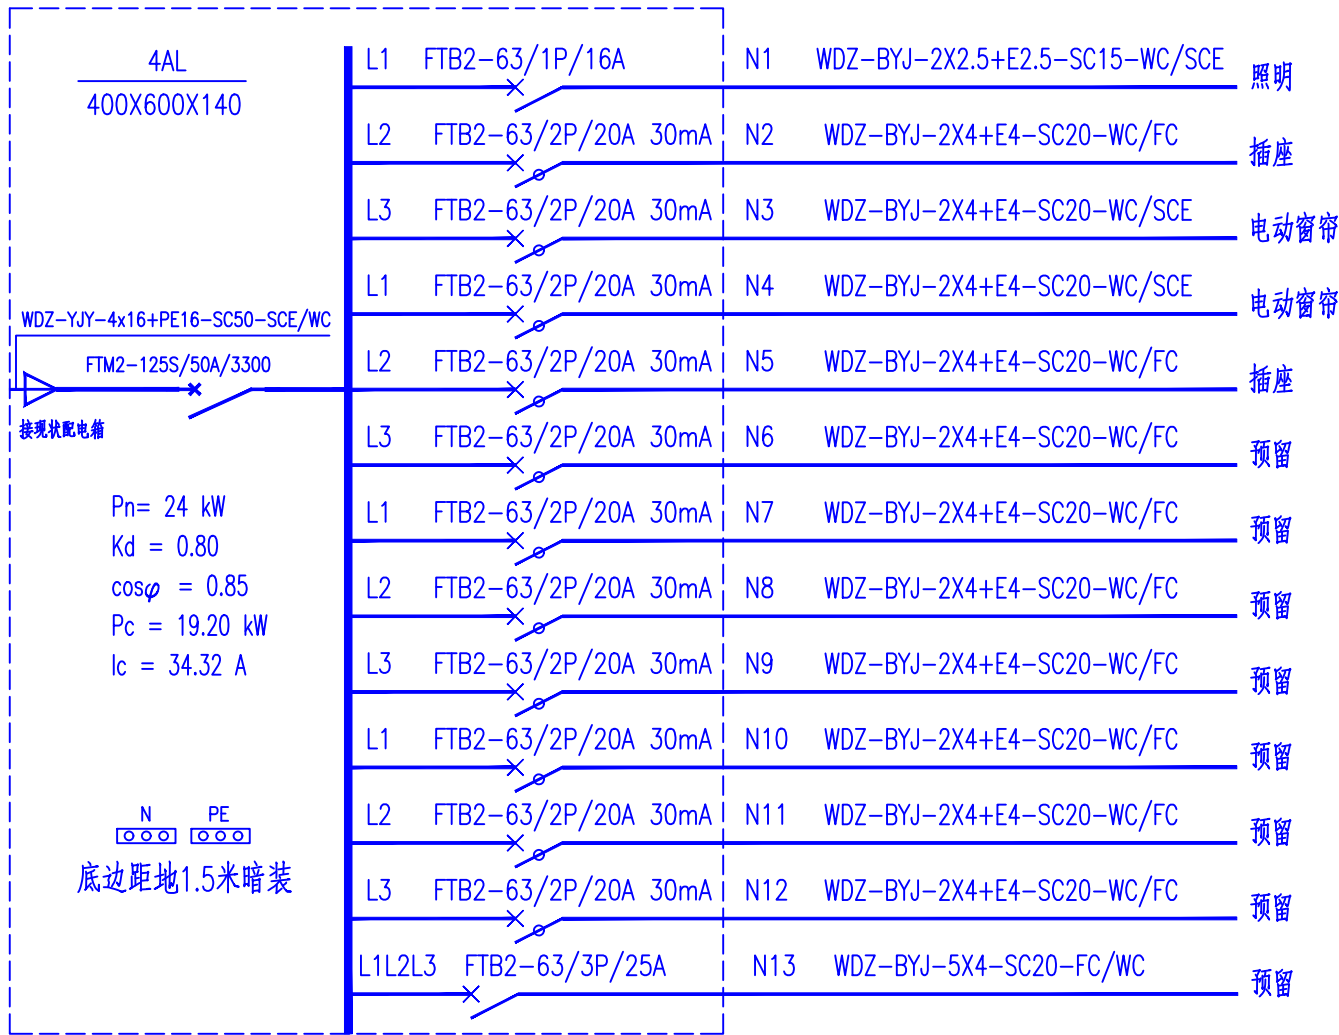 4AL
400X600X140
WDZ-YJY-4x16+PE16-SC50-SCE/WC
FTM2-125S/50A/3300
接现状配电箱
Pn= 24 kW
Kd = 0.80
cosφ = 0.85
Pc = 19.20 kW
Ic = 34.32 A
N PE
底边距地1.5米暗装
L1 FTB2-63/1P/16A N1 WDZ-BYJ-2X2.5+E2.5-SC15-WC/SCE 照明
L2 FTB2-63/2P/20A 30mA N2 WDZ-BYJ-2X4+E4-SC20-WC/FC 插座
L3 FTB2-63/2P/20A 30mA N3 WDZ-BYJ-2X4+E4-SC20-WC/SCE 电动窗帘
L1 FTB2-63/2P/20A 30mA N4 WDZ-BYJ-2X4+E4-SC20-WC/SCE 电动窗帘
L2 FTB2-63/2P/20A 30mA N5 WDZ-BYJ-2X4+E4-SC20-WC/FC 插座
L3 FTB2-63/2P/20A 30mA N6 WDZ-BYJ-2X4+E4-SC20-WC/FC 预留
L1 FTB2-63/2P/20A 30mA N7 WDZ-BYJ-2X4+E4-SC20-WC/FC 预留
L2 FTB2-63/2P/20A 30mA N8 WDZ-BYJ-2X4+E4-SC20-WC/FC 预留
L3 FTB2-63/2P/20A 30mA N9 WDZ-BYJ-2X4+E4-SC20-WC/FC 预留
L1 FTB2-63/2P/20A 30mA N10 WDZ-BYJ-2X4+E4-SC20-WC/FC 预留
L2 FTB2-63/2P/20A 30mA N11 WDZ-BYJ-2X4+E4-SC20-WC/FC 预留
L3 FTB2-63/2P/20A 30mA N12 WDZ-BYJ-2X4+E4-SC20-WC/FC 预留
L1L2L3 FTB2-63/3P/25A N13 WDZ-BYJ-5X4-SC20-FC/WC 预留